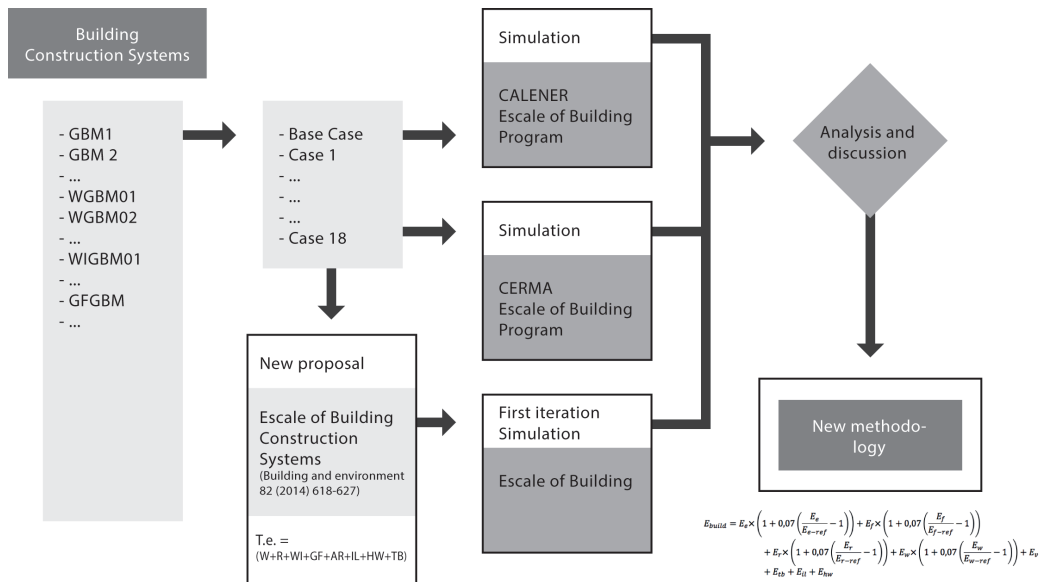 Building
Construction Systems
- GBM1
- GBM 2
- ...
- WGBM01
- WGBM02
- ...
- WIGBM01
- ...
- GFGBM
- ...
- Base Case
- Case 1
- ...
- ...
- ...
- Case 18
New proposal
Escale of Building
Construction
Systems
(Building and environment
82 (2014) 618-627)
T.e. =
(W+R+WI+GF+AR+IL+HW+TB)
Simulation
CALENER
Escale of Building
Program
Simulation
CERMA
Escale of Building
Program
First iteration
Simulation
Escale of Building
Analysis and
discussion
New methodo-
logy
E_build = E_e × (1 + 0,07 (E_e/E_e-ref − 1)) + E_f × (1 + 0,07 (E_f/E_f-ref − 1))
+ E_r × (1 + 0,07 (E_r/E_r-ref − 1)) + E_w × (1 + 0,07 (E_w/E_w-ref − 1)) + E_v
+ E_tb + E_il + E_hw